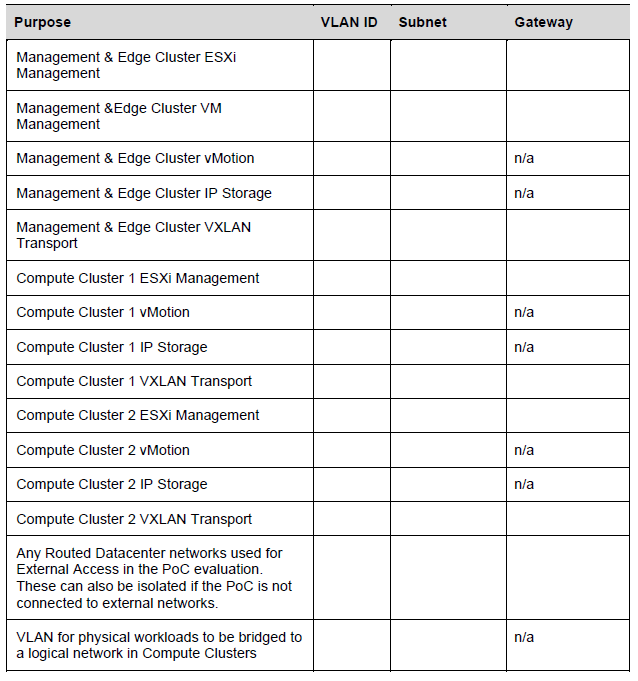 Purpose VLAN ID Subnet Gateway
Management & Edge Cluster ESXi
Management
Management &Edge Cluster VM
Management
Management & Edge Cluster vMotion n/a
Management & Edge Cluster IP Storage n/a
Management & Edge Cluster VXLAN
Transport
Compute Cluster 1 ESXi Management
Compute Cluster 1 vMotion n/a
Compute Cluster 1 IP Storage n/a
Compute Cluster 1 VXLAN Transport
Compute Cluster 2 ESXi Management
Compute Cluster 2 vMotion n/a
Compute Cluster 2 IP Storage n/a
Compute Cluster 2 VXLAN Transport
Any Routed Datacenter networks used for
External Access in the PoC evaluation.
These can also be isolated if the PoC is not
connected to external networks.
VLAN for physical workloads to be bridged to n/a
a logical network in Compute Clusters